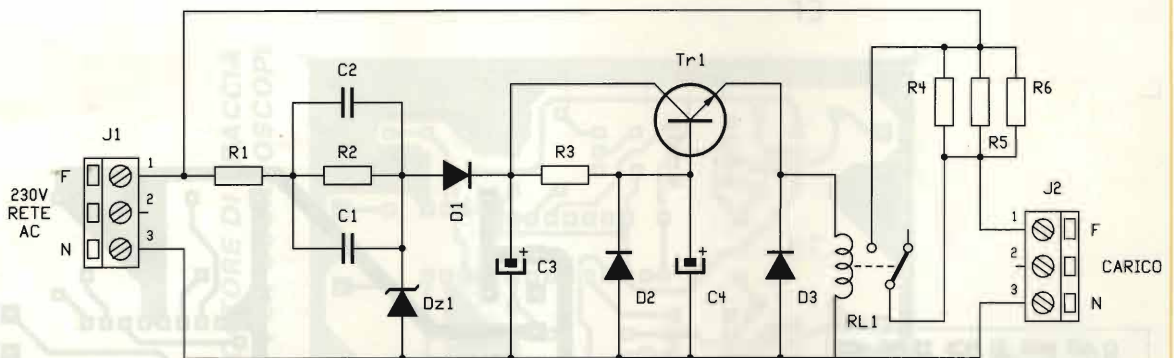 Tr1
C2
R4
R6
J1
R5
R1
R2
R3
J2
F
1
D1
1
F
230V
RETE
AC
2
C1
2
CARICO
N
3
C3
+
+
3
N
Dz1
D2
C4
D3
RL1